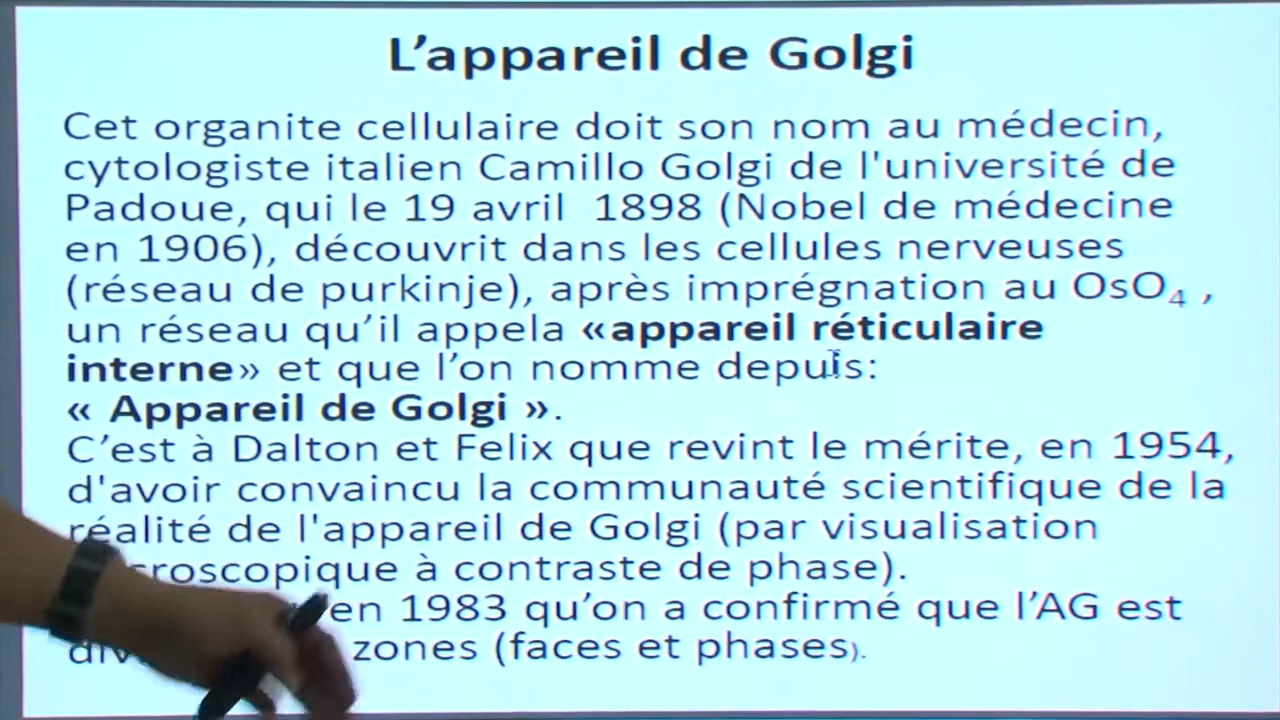 L’appareil de Golgi
Cet organite cellulaire doit son nom au médecin,
cytologiste italien Camillo Golgi de l'université de
Padoue, qui le 19 avril 1898 (Nobel de médecine
en 1906), découvrit dans les cellules nerveuses
(réseau de purkinje), après imprégnation au OsO₄ ,
un réseau qu’il appela «appareil réticulaire
interne» et que l’on nomme depuis:
« Appareil de Golgi ».
C’est à Dalton et Felix que revint le mérite, en 1954,
d'avoir convaincu la communauté scientifique de la
réalité de l'appareil de Golgi (par visualisation
à contraste de phase).
en 1983 qu’on a confirmé que l’AG est
zones (faces et phases).